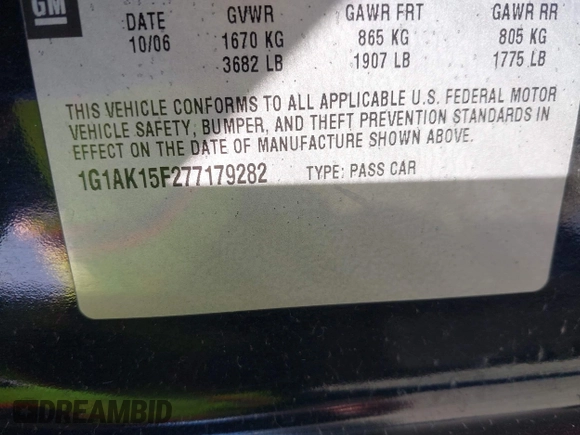 GM
DATE GVWR GAWR FRT GAWR RR
10/06 1670 KG 865 KG 805 KG
3682 LB 1907 LB 1775 LB
THIS VEHICLE CONFORMS TO ALL APPLICABLE U.S. FEDERAL MOTOR
VEHICLE SAFETY, BUMPER, AND THEFT PREVENTION STANDARDS IN
EFFECT ON THE DATE OF MANUFACTURE SHOWN ABOVE.
1G1AK15F277179282 TYPE: PASS CAR
DREAMBID